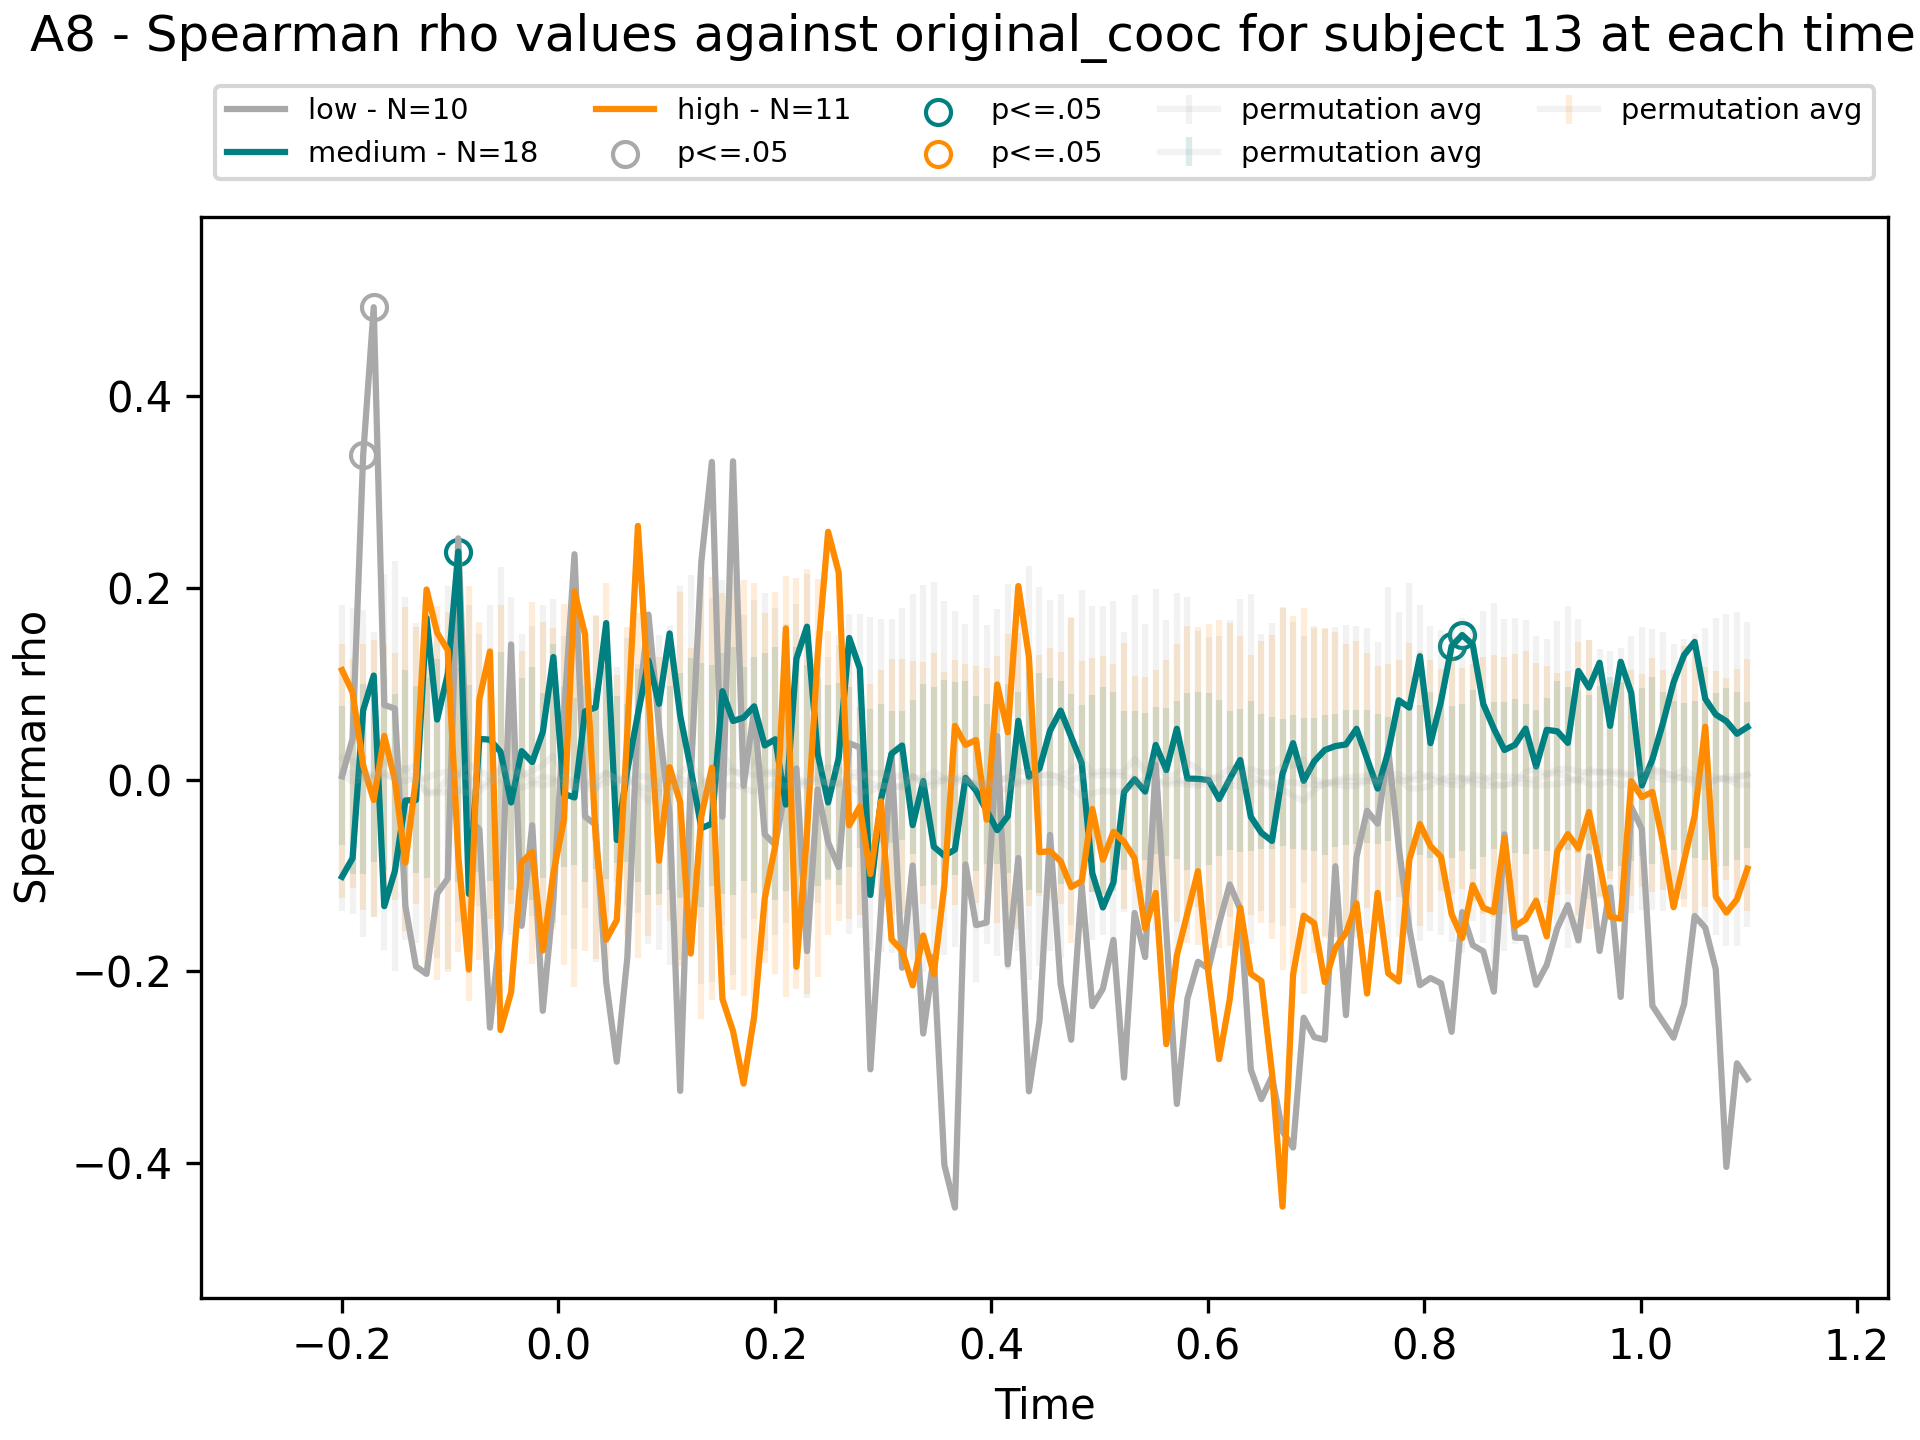 A8 - Spearman rho values against original_cooc for subject 13 at each time
low - N=10
medium - N=18
high - N=11
p<=.05
p<=.05
p<=.05
permutation avg
permutation avg
permutation avg
Spearman rho
0.4
0.2
0.0
−0.2
−0.4
−0.2
0.0
0.2
0.4
0.6
0.8
1.0
1.2
Time